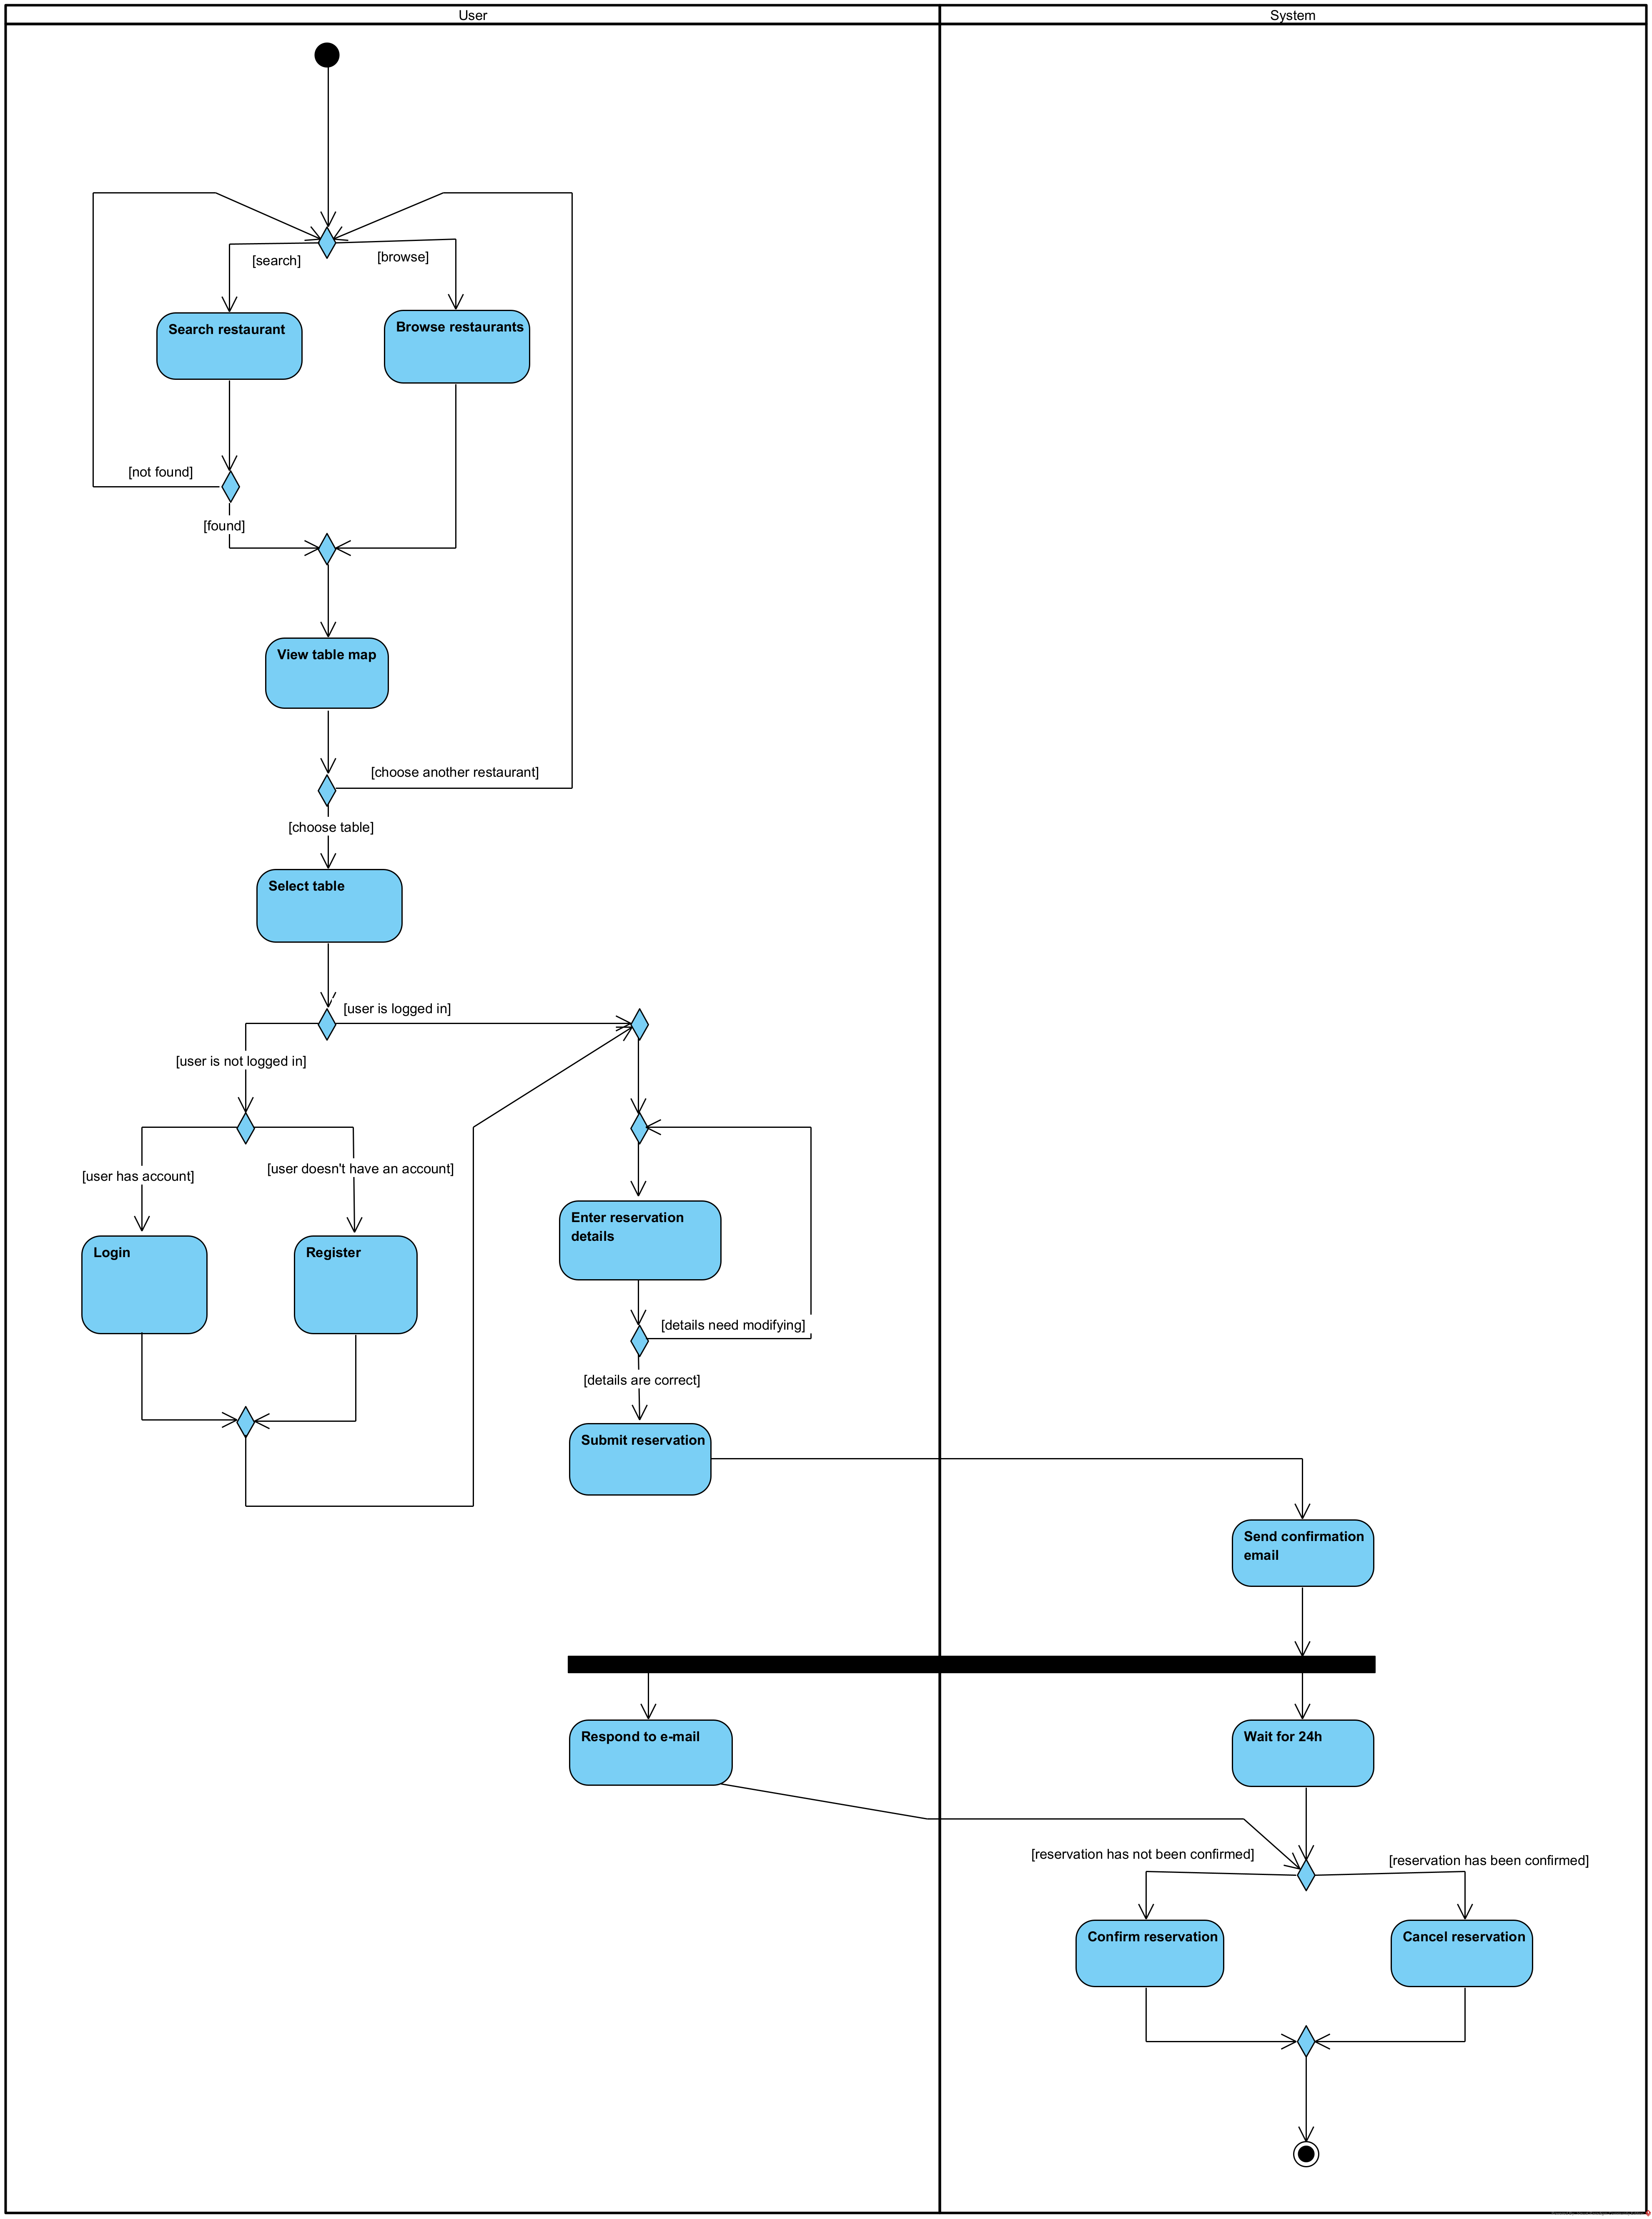 User
System
[search]
[browse]
Search restaurant
Browse restaurants
[not found]
[found]
View table map
[choose another restaurant]
[choose table]
Select table
[user is logged in]
[user is not logged in]
[user has account]
[user doesn't have an account]
Login
Register
Enter reservation
details
[details need modifying]
[details are correct]
Submit reservation
Send confirmation
email
Respond to e-mail
Wait for 24h
[reservation has not been confirmed]
[reservation has been confirmed]
Confirm reservation
Cancel reservation